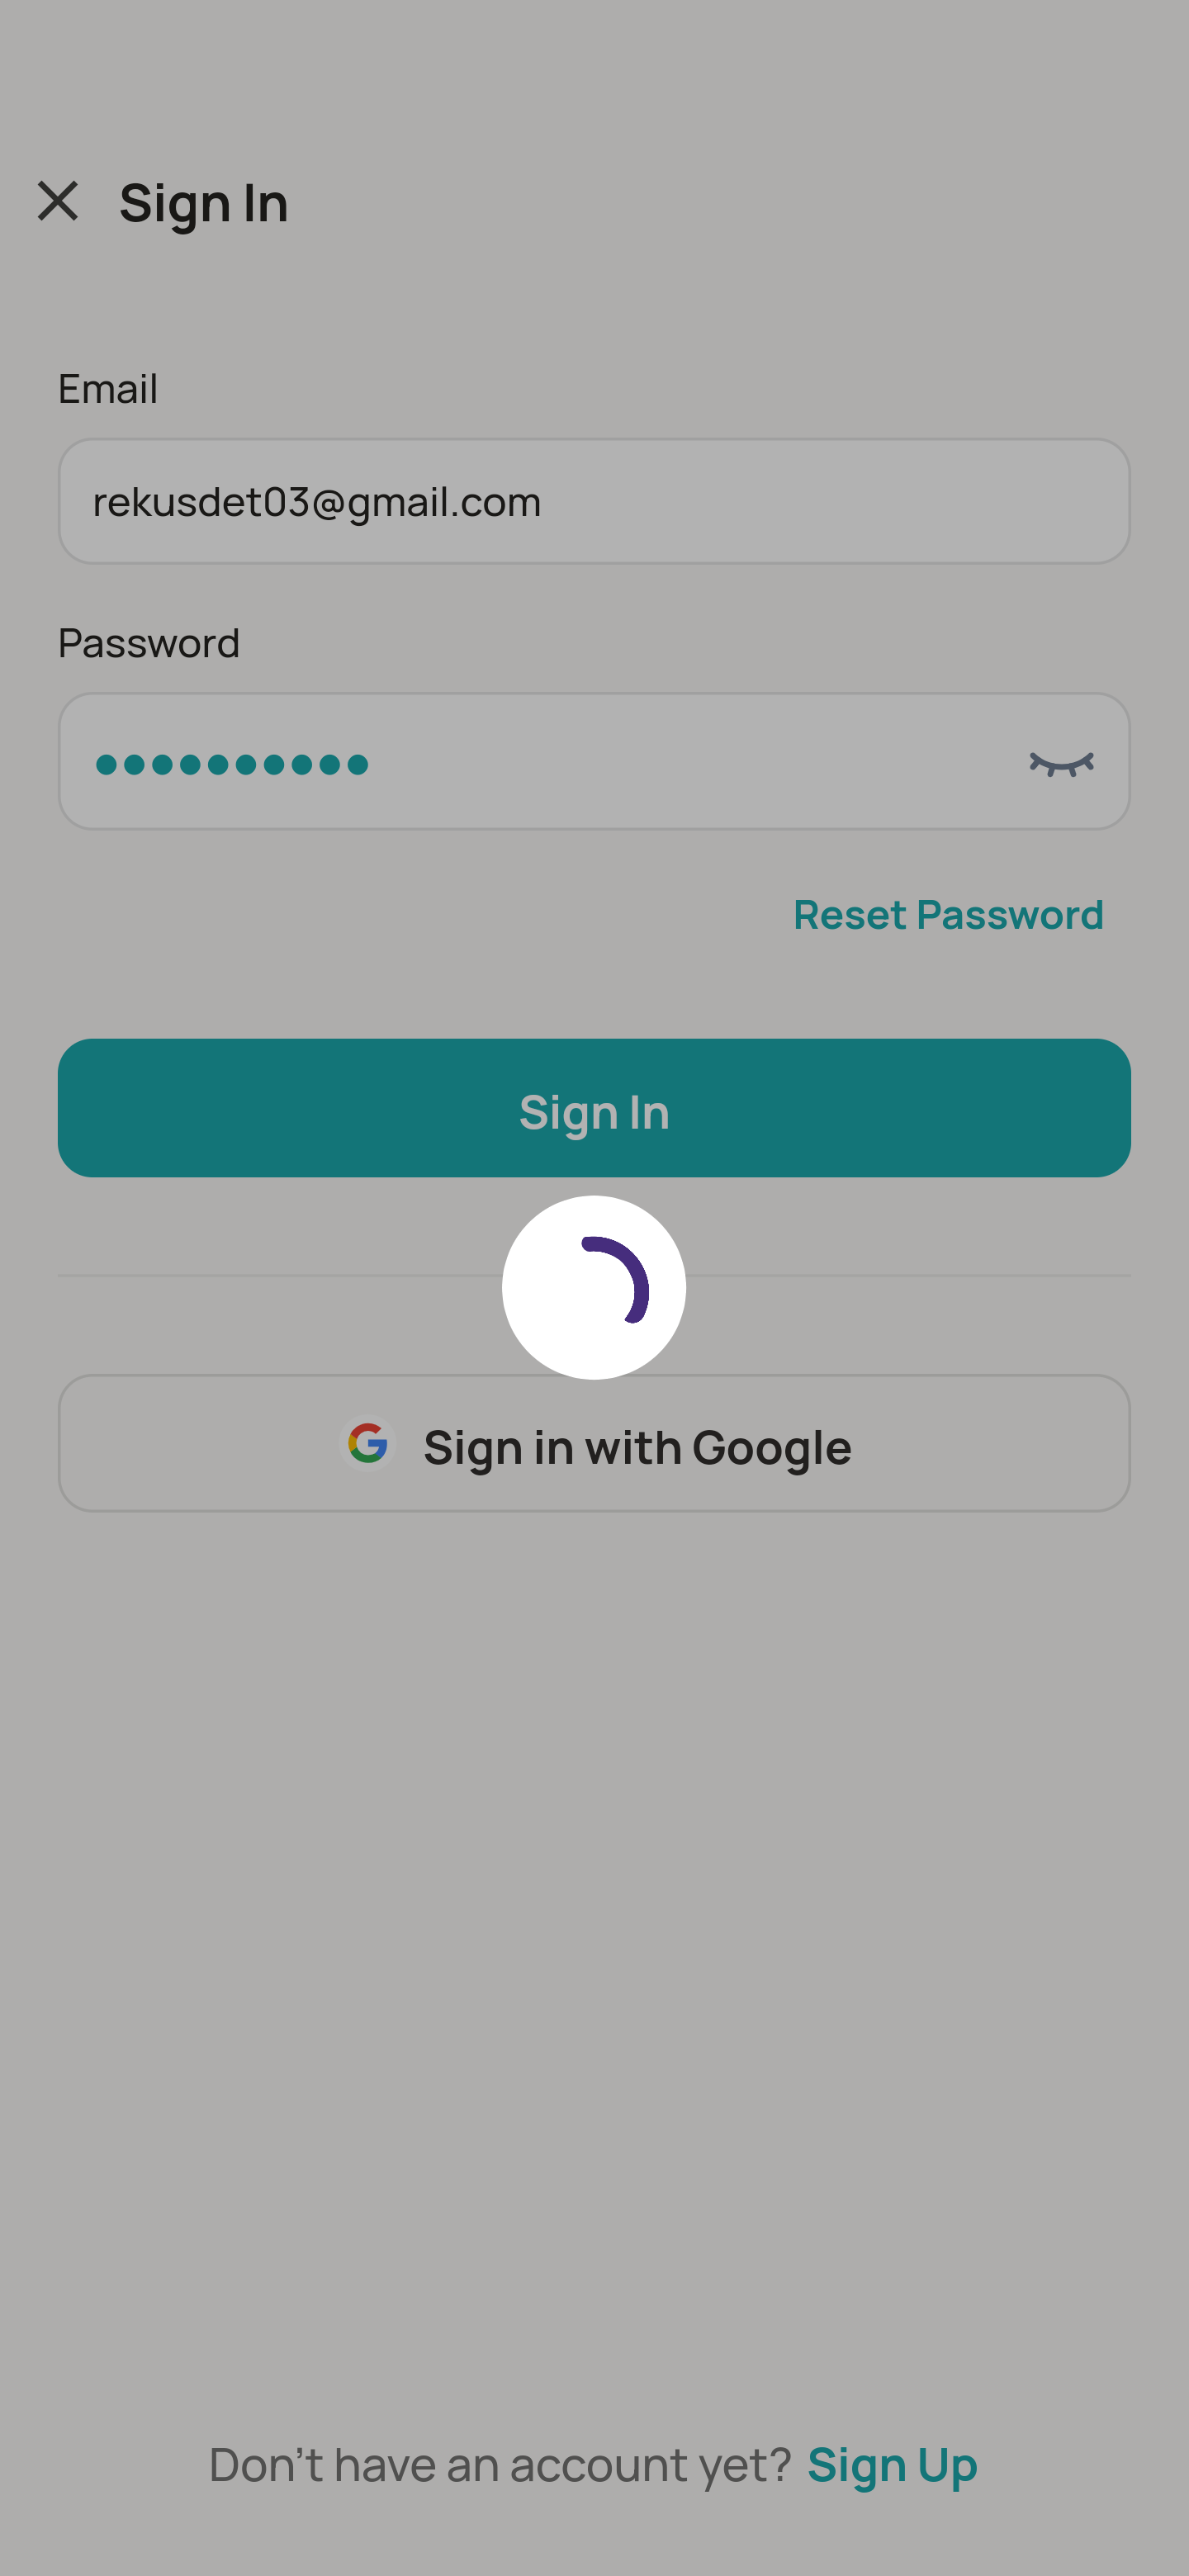 Sign In
Email
rekusdet03@gmail.com
Password
Reset Password
Sign In
Sign in with Google
Don't have an account yet? Sign Up